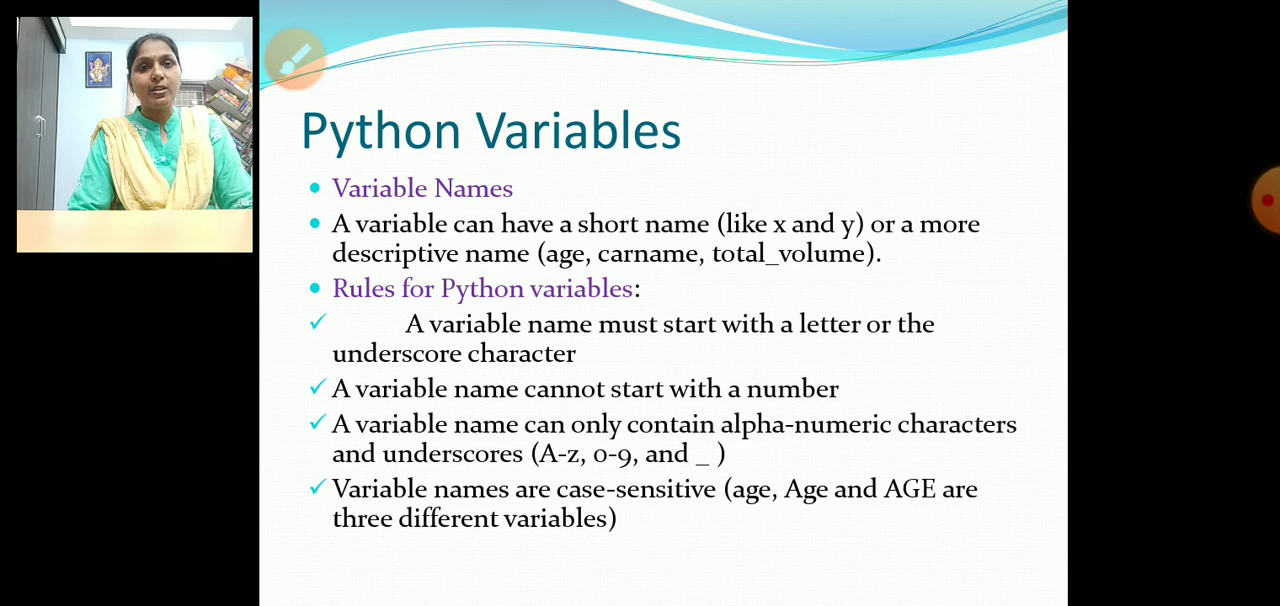 Python Variables
Variable Names
A variable can have a short name (like x and y) or a more
descriptive name (age, carname, total_volume).
Rules for Python variables:
A variable name must start with a letter or the
underscore character
A variable name cannot start with a number
A variable name can only contain alpha-numeric characters
and underscores (A-z, 0-9, and _ )
Variable names are case-sensitive (age, Age and AGE are
three different variables)